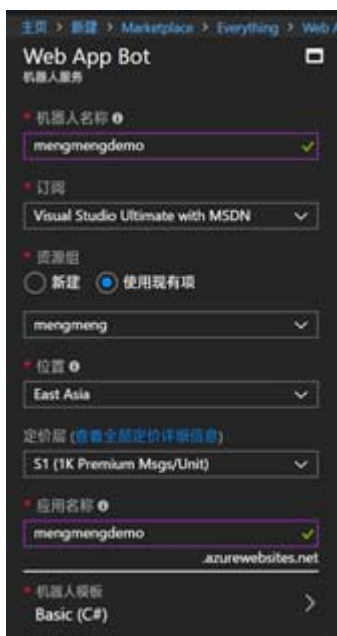 主页 > 新建 > Marketplace > Everything > Web A
Web App Bot
机器人服务
* 机器人名称
mengmengdemo
* 订阅
Visual Studio Ultimate with MSDN
* 资源组
新建 使用现有项
mengmeng
* 位置
East Asia
定价层 (查看全部定价详细信息)
S1 (1K Premium Msgs/Unit)
* 应用名称
mengmengdemo
.azurewebsites.net
* 机器人模板
Basic (C#)